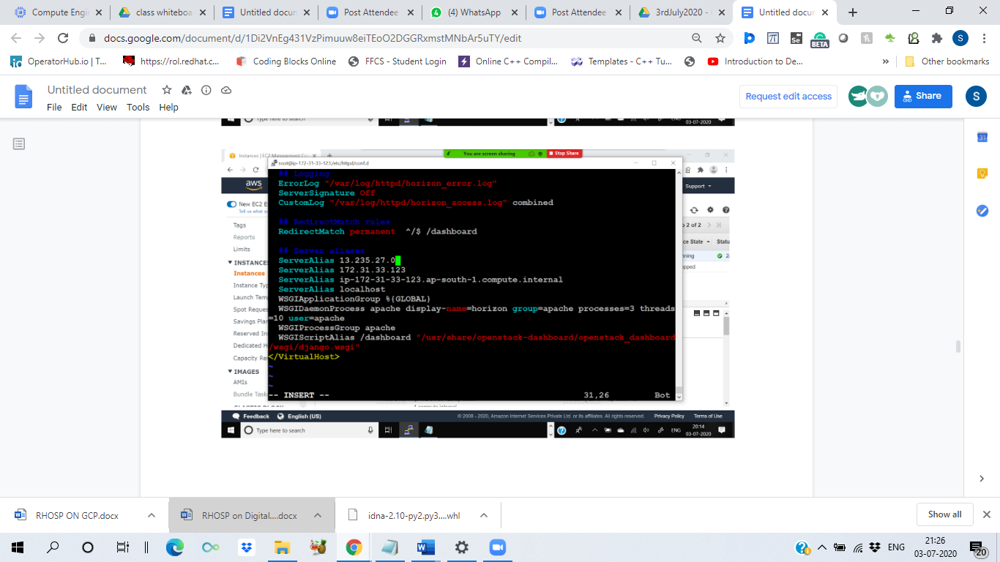 Compute Engin
class whiteboa
Untitled docun
Post Attendee
(4) WhatsApp
Post Attendee
3rdJuly2020 -
Untitled docun
docs.google.com/document/d/1Di2VnEg431VzPimuuw8eiTEoO2DGGRxmstMNbAr5uTY/edit
BETA
S
OperatorHub.io | T...
https://rol.redhat.c...
Coding Blocks Online
FFCS - Student Login
Online C++ Compil...
Templates - C++ Tu...
Introduction to De...
»
Other bookmarks
Untitled document
File Edit View Tools Help
Request edit access
Share
S
Type here to search
ENG
03-07-2020
Instances | EC2 Management Co
You are screen sharing
Stop Share
root@ip-172-31-33-123:/etc/httpd/conf.d
aws
Support
New EC2 E
Tell us what y
Tags
Reports
Limits
INSTANCES
Instances
Instance Typ
Launch Temp
Spot Reques
Savings Plan
Reserved In
Dedicated H
Capacity Re
IMAGES
AMIs
Bundle Task
## Logging
ErrorLog "/var/log/httpd/horizon_error.log"
ServerSignature Off
CustomLog "/var/log/httpd/horizon_access.log" combined
## RedirectMatch rules
RedirectMatch permanent ^/$ /dashboard
## Server aliases
ServerAlias 13.235.27.0
ServerAlias 172.31.33.123
ServerAlias ip-172-31-33-123.ap-south-1.compute.internal
ServerAlias localhost
WSGIApplicationGroup %{GLOBAL}
WSGIDaemonProcess apache display-name=horizon group=apache processes=3 threads
=10 user=apache
WSGIProcessGroup apache
WSGIScriptAlias /dashboard "/usr/share/openstack-dashboard/openstack_dashboard
/wsgi/django.wsgi"
</VirtualHost>
~
~
~
-- INSERT -- 31,26 Bot
2 of 2
ce State
Statu
nning
2
opped
Feedback
English (US)
© 2008 - 2020, Amazon Internet Services Private Ltd. or its affiliates. All rights reserved.
Privacy Policy
Terms of Use
Type here to search
ENG
20:14
03-07-2020
RHOSP ON GCP.docx
RHOSP on Digital....docx
idna-2.10-py2.py3....whl
Show all
ENG
21:26
03-07-2020
20